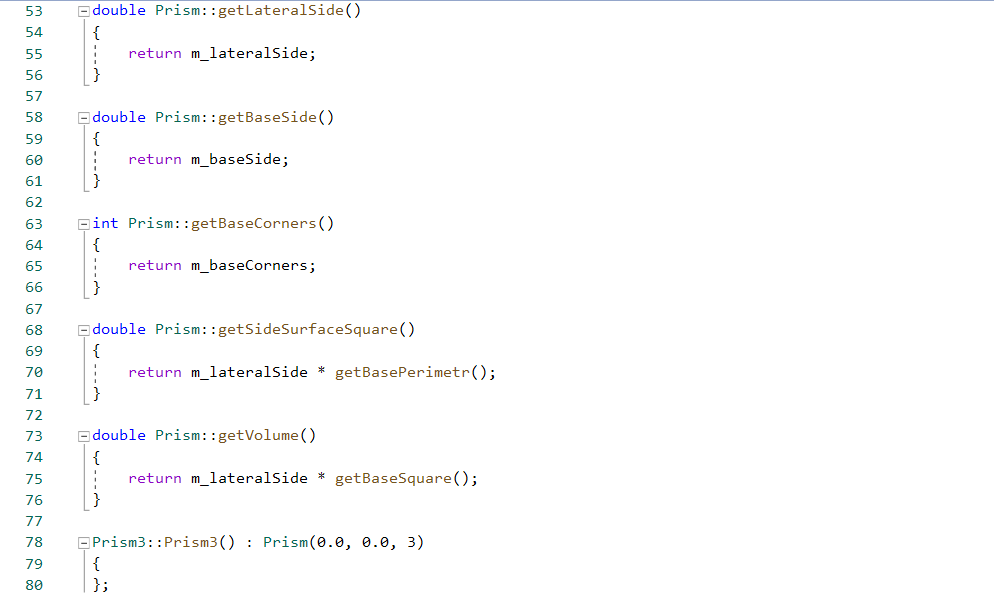 53 double Prism::getLateralSide()
54 {
55 return m_lateralSide;
56 }
57
58 double Prism::getBaseSide()
59 {
60 return m_baseSide;
61 }
62
63 int Prism::getBaseCorners()
64 {
65 return m_baseCorners;
66 }
67
68 double Prism::getSideSurfaceSquare()
69 {
70 return m_lateralSide * getBasePerimetr();
71 }
72
73 double Prism::getVolume()
74 {
75 return m_lateralSide * getBaseSquare();
76 }
77
78 Prism3::Prism3() : Prism(0.0, 0.0, 3)
79 {
80 };